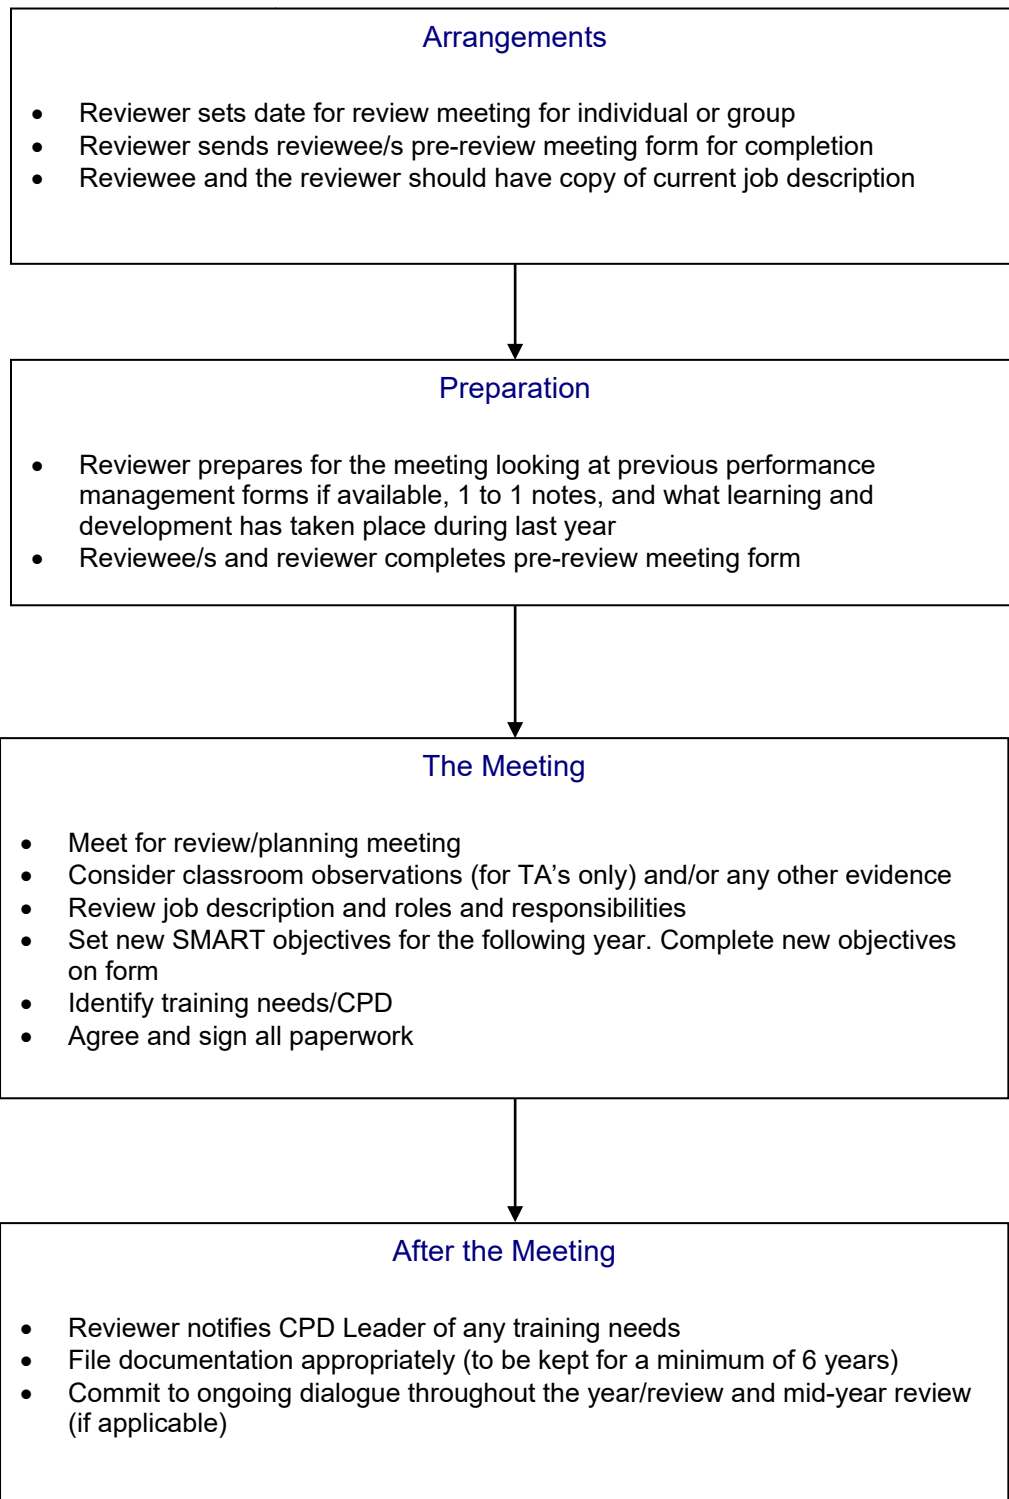 Arrangements
• Reviewer sets date for review meeting for individual or group
• Reviewer sends reviewee/s pre-review meeting form for completion
• Reviewee and the reviewer should have copy of current job description
Preparation
• Reviewer prepares for the meeting looking at previous performance
management forms if available, 1 to 1 notes, and what learning and
development has taken place during last year
• Reviewee/s and reviewer completes pre-review meeting form
The Meeting
• Meet for review/planning meeting
• Consider classroom observations (for TA’s only) and/or any other evidence
• Review job description and roles and responsibilities
• Set new SMART objectives for the following year. Complete new objectives
on form
• Identify training needs/CPD
• Agree and sign all paperwork
After the Meeting
• Reviewer notifies CPD Leader of any training needs
• File documentation appropriately (to be kept for a minimum of 6 years)
• Commit to ongoing dialogue throughout the year/review and mid-year review
(if applicable)